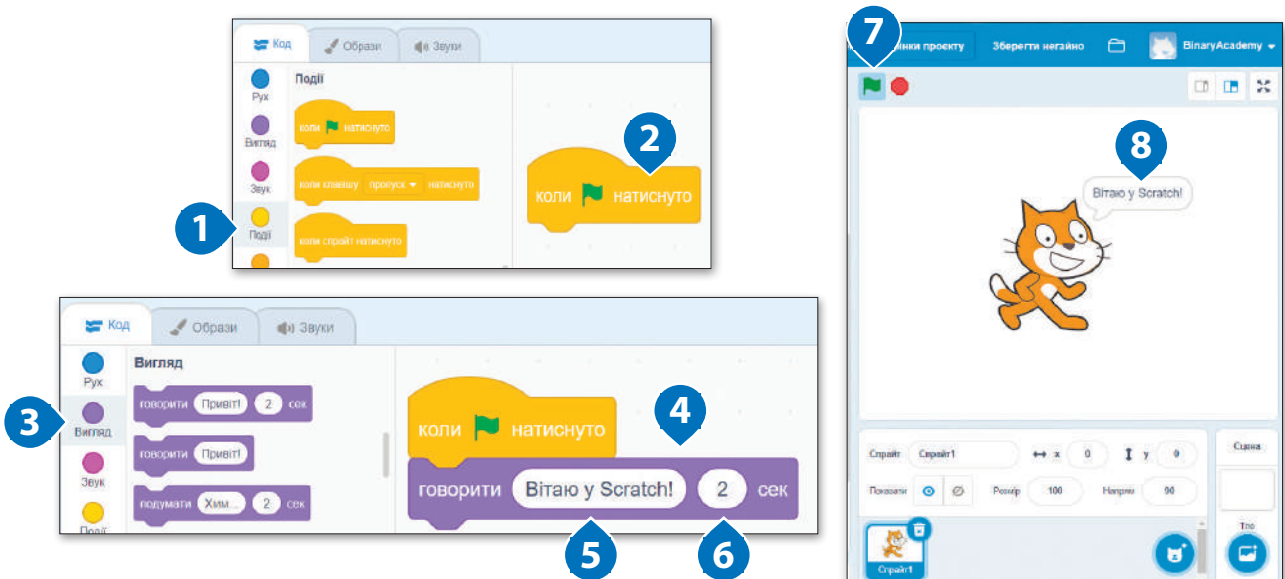 Код
Образи
Звуки
Рух
Вигляд
Звук
Події
Події
коли натиснуто
коли клавішу пропуск натиснуто
коли спрайт натиснуто
коли натиснуто
1
2
Код
Образи
Звуки
Рух
Вигляд
Звук
Події
Вигляд
говорити Привіт! 2 сек
говорити Привіт!
подумати Хмм... 2 сек
коли натиснуто
говорити Вітаю у Scratch! 2 сек
3
4
5
6
7
проєкту
Зберегти негайно
BinaryAcademy
8
Вітаю у Scratch!
Спрайт Спрайт1 x 0 y 0
Показати Розмір 100 Напрям 90
Спрайт1
Сцена
Тло